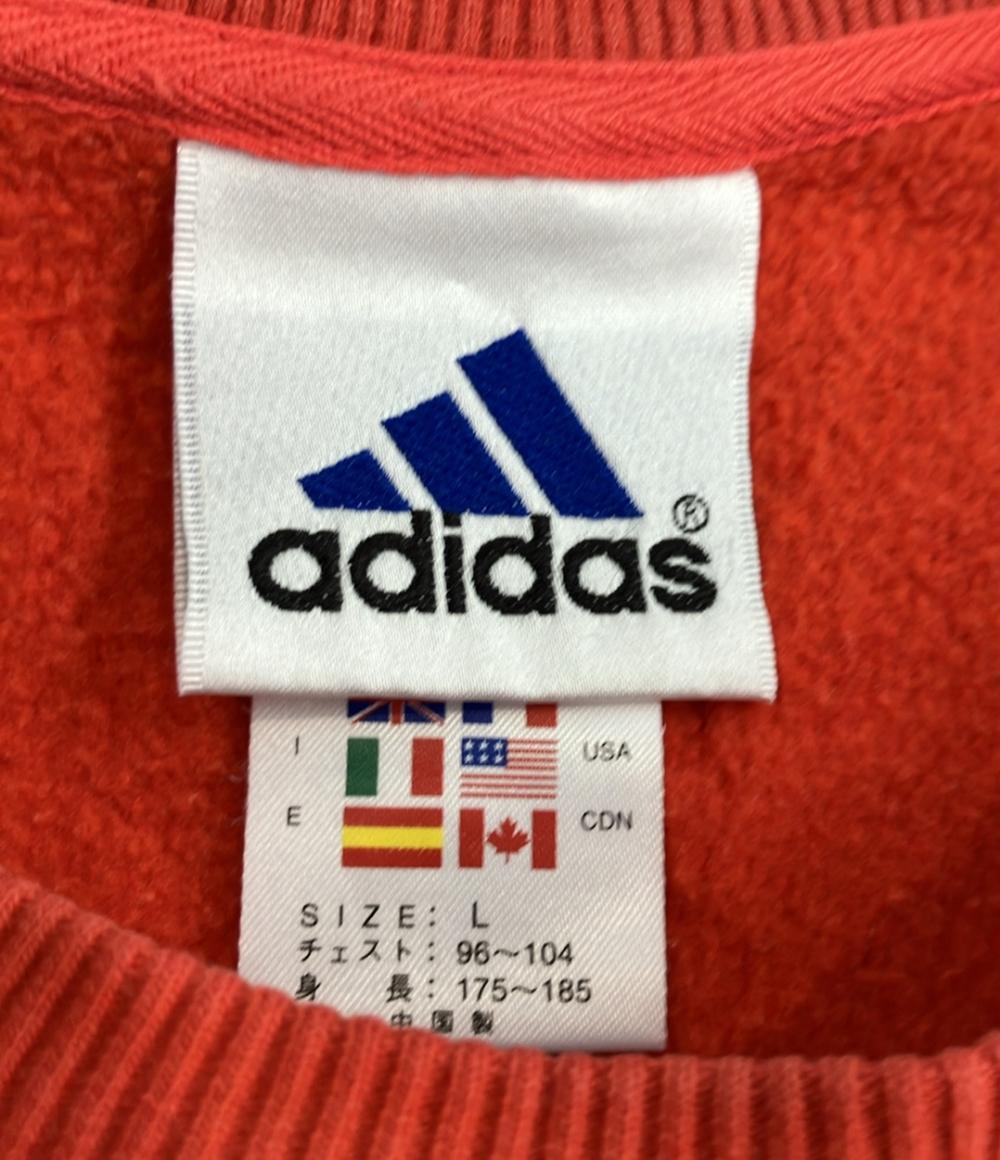 adidas®
I USA
E CDN
SIZE: L
チェスト: 96~104
身 長: 175~185
中国製